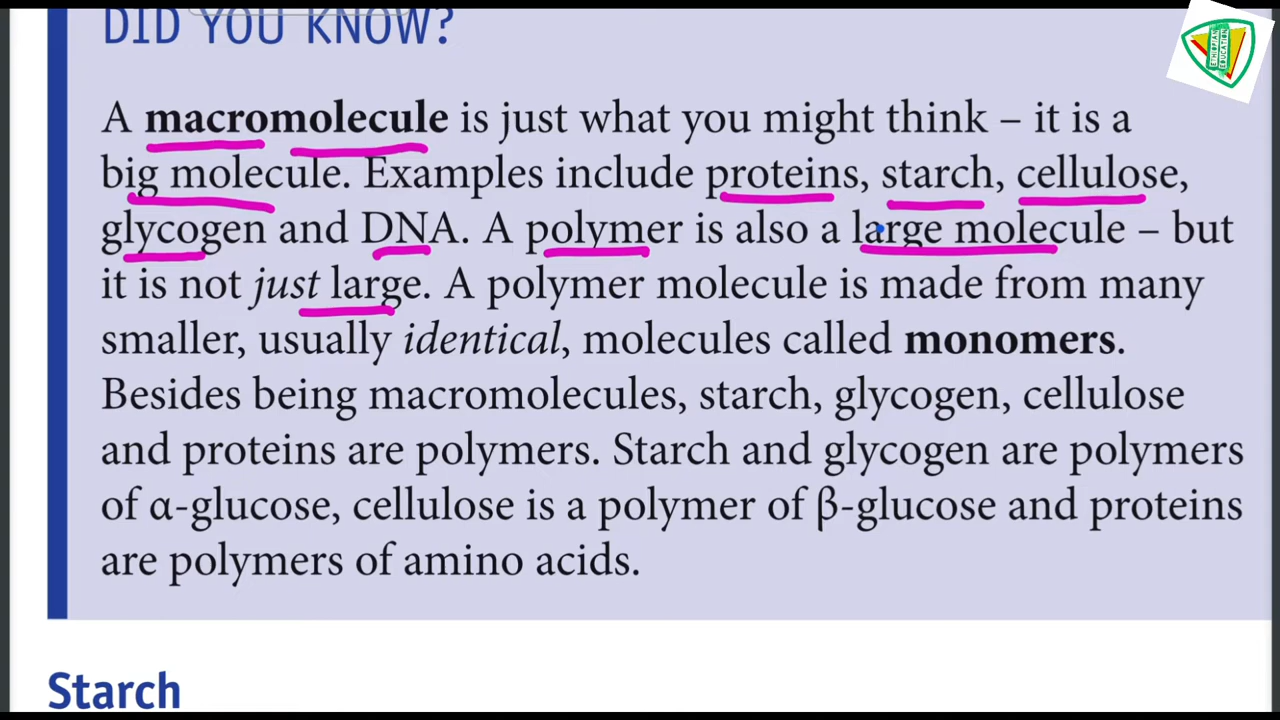 DID YOU KNOW?
ETHIOPIAN
EDUCATION
A macromolecule is just what you might think – it is a
big molecule. Examples include proteins, starch, cellulose,
glycogen and DNA. A polymer is also a large molecule – but
it is not just large. A polymer molecule is made from many
smaller, usually identical, molecules called monomers.
Besides being macromolecules, starch, glycogen, cellulose
and proteins are polymers. Starch and glycogen are polymers
of α-glucose, cellulose is a polymer of β-glucose and proteins
are polymers of amino acids.
Starch